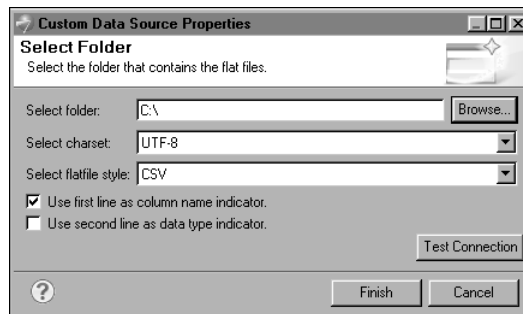 Custom Data Source Properties
Select Folder
Select the folder that contains the flat files.
Select folder: C:\ Browse...
Select charset: UTF-8
Select flatfile style: CSV
Use first line as column name indicator.
Use second line as data type indicator.
Test Connection
? Finish Cancel